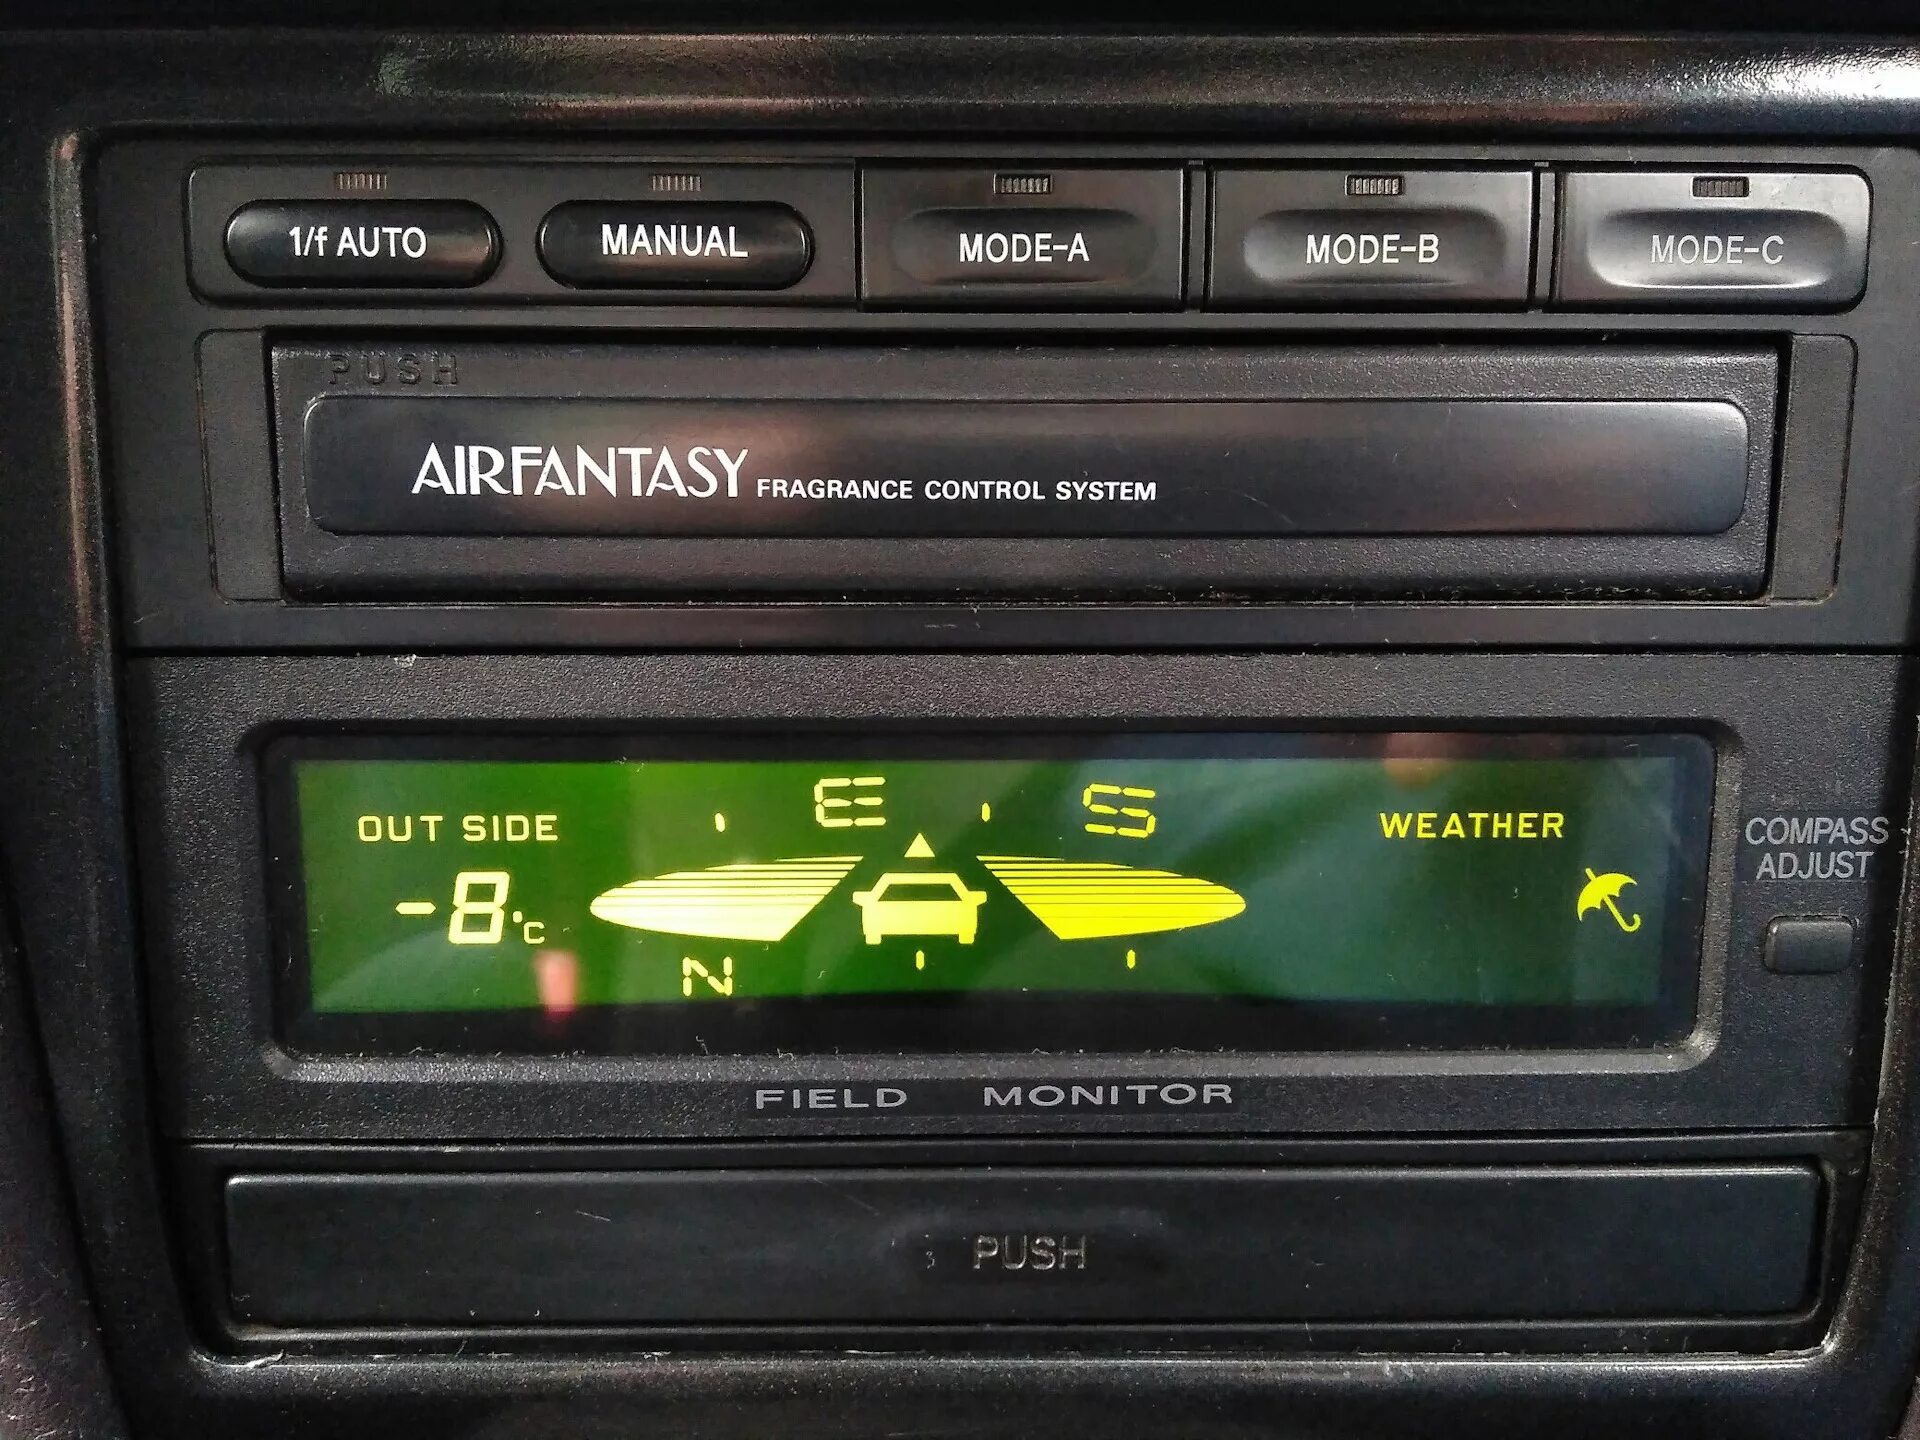 1/f AUTO MANUAL MODE-A MODE-B MODE-C
PUSH
AIRFANTASY FRAGRANCE CONTROL SYSTEM
E S
OUT SIDE WEATHER
COMPASS
ADJUST
-8°C
N
FIELD MONITOR
PUSH